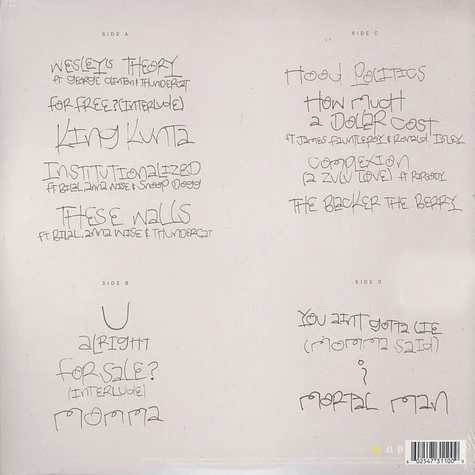 SIDE A
WESLEY'S THEORY
FT. GEORGE CLINTON & THUNDERCAT
FOR FREE? (INTERLUDE)
KING KUNTA
INSTITUTIONALIZED
FT. BILAL, ANNA WISE & SNOOP DOGG
THESE WALLS
FT. BILAL, ANNA WISE & THUNDERCAT
SIDE B
U
ALRIGHT
FOR SALE?
(INTERLUDE)
MOMMA
SIDE C
HOOD POLITICS
HOW MUCH
A DOLLAR COST
FT. JAMES FAUNTLEROY & RONALD ISLEY
COMPLEXION
(A ZULU LOVE) FT. RAPSODY
THE BLACKER THE BERRY
SIDE D
YOU AINT GOTTA LIE
(MOMMA SAID)
i
MORTAL MAN
02547 31100